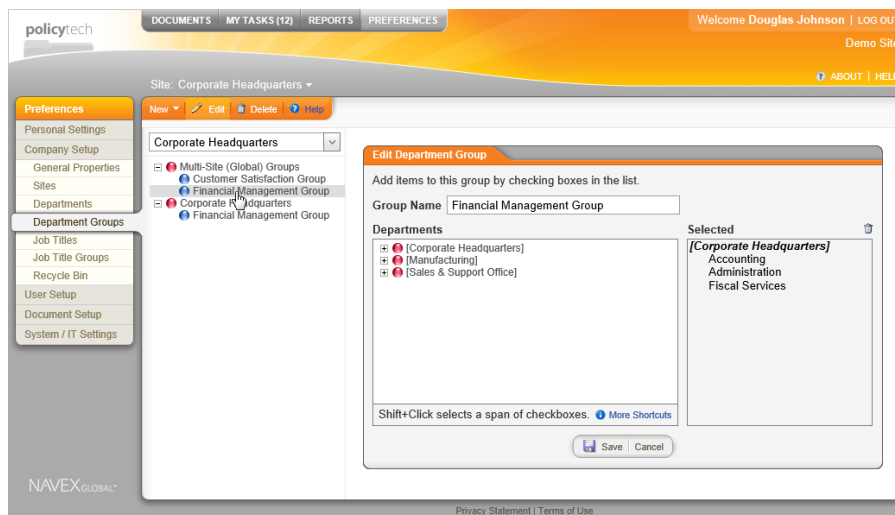 policytech
DOCUMENTS MY TASKS (12) REPORTS PREFERENCES
Welcome Douglas Johnson | LOG OUT
Demo Site
ABOUT | HELP
Site: Corporate Headquarters
Preferences
Personal Settings
Company Setup
General Properties
Sites
Departments
Department Groups
Job Titles
Job Title Groups
Recycle Bin
User Setup
Document Setup
System / IT Settings
New Edit Delete Help
Corporate Headquarters
Multi-Site (Global) Groups
Customer Satisfaction Group
Financial Management Group
Corporate Headquarters
Financial Management Group
Edit Department Group
Add items to this group by checking boxes in the list.
Group Name Financial Management Group
Departments
[Corporate Headquarters]
[Manufacturing]
[Sales & Support Office]
Shift+Click selects a span of checkboxes. More Shortcuts
Selected
[Corporate Headquarters]
Accounting
Administration
Fiscal Services
Save Cancel
NAVEX GLOBAL
Privacy Statement | Terms of Use